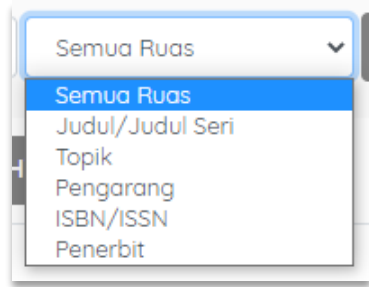 Semua Ruas
Semua Ruas
Judul/Judul Seri
Topik
Pengarang
ISBN/ISSN
Penerbit